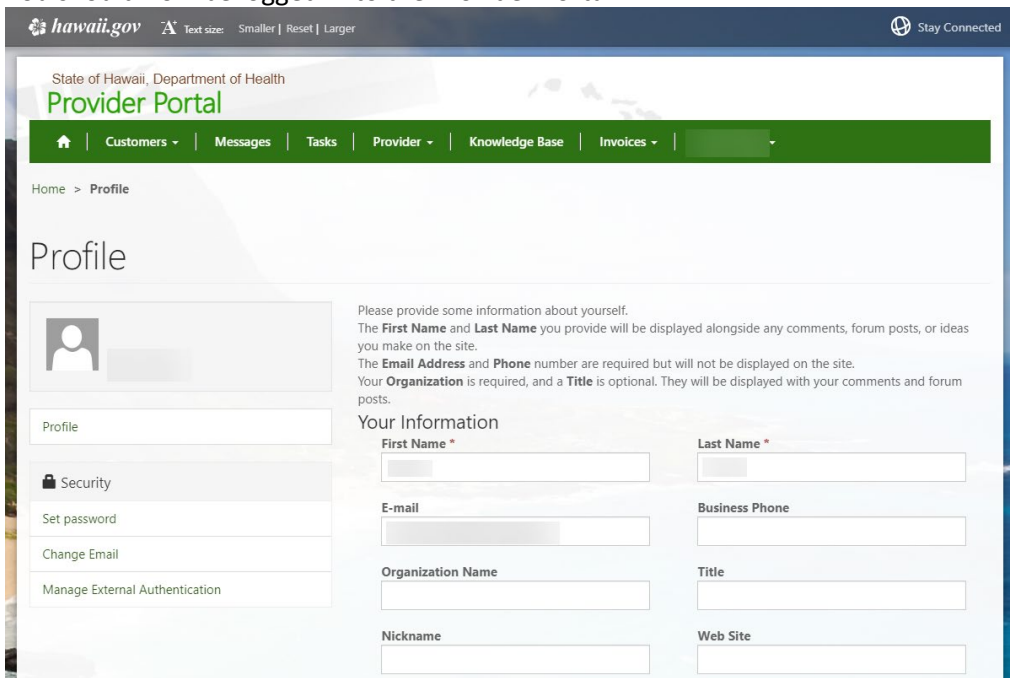 hawaii.gov A Text size: Smaller | Reset | Larger Stay Connected
State of Hawaii, Department of Health
Provider Portal
Customers Messages Tasks Provider Knowledge Base Invoices
Home > Profile
Profile
Please provide some information about yourself.
The First Name and Last Name you provide will be displayed alongside any comments, forum posts, or ideas
you make on the site.
The Email Address and Phone number are required but will not be displayed on the site.
Your Organization is required, and a Title is optional. They will be displayed with your comments and forum
posts.
Profile
Security
Set password
Change Email
Manage External Authentication
Your Information
First Name * Last Name *
E-mail Business Phone
Organization Name Title
Nickname Web Site